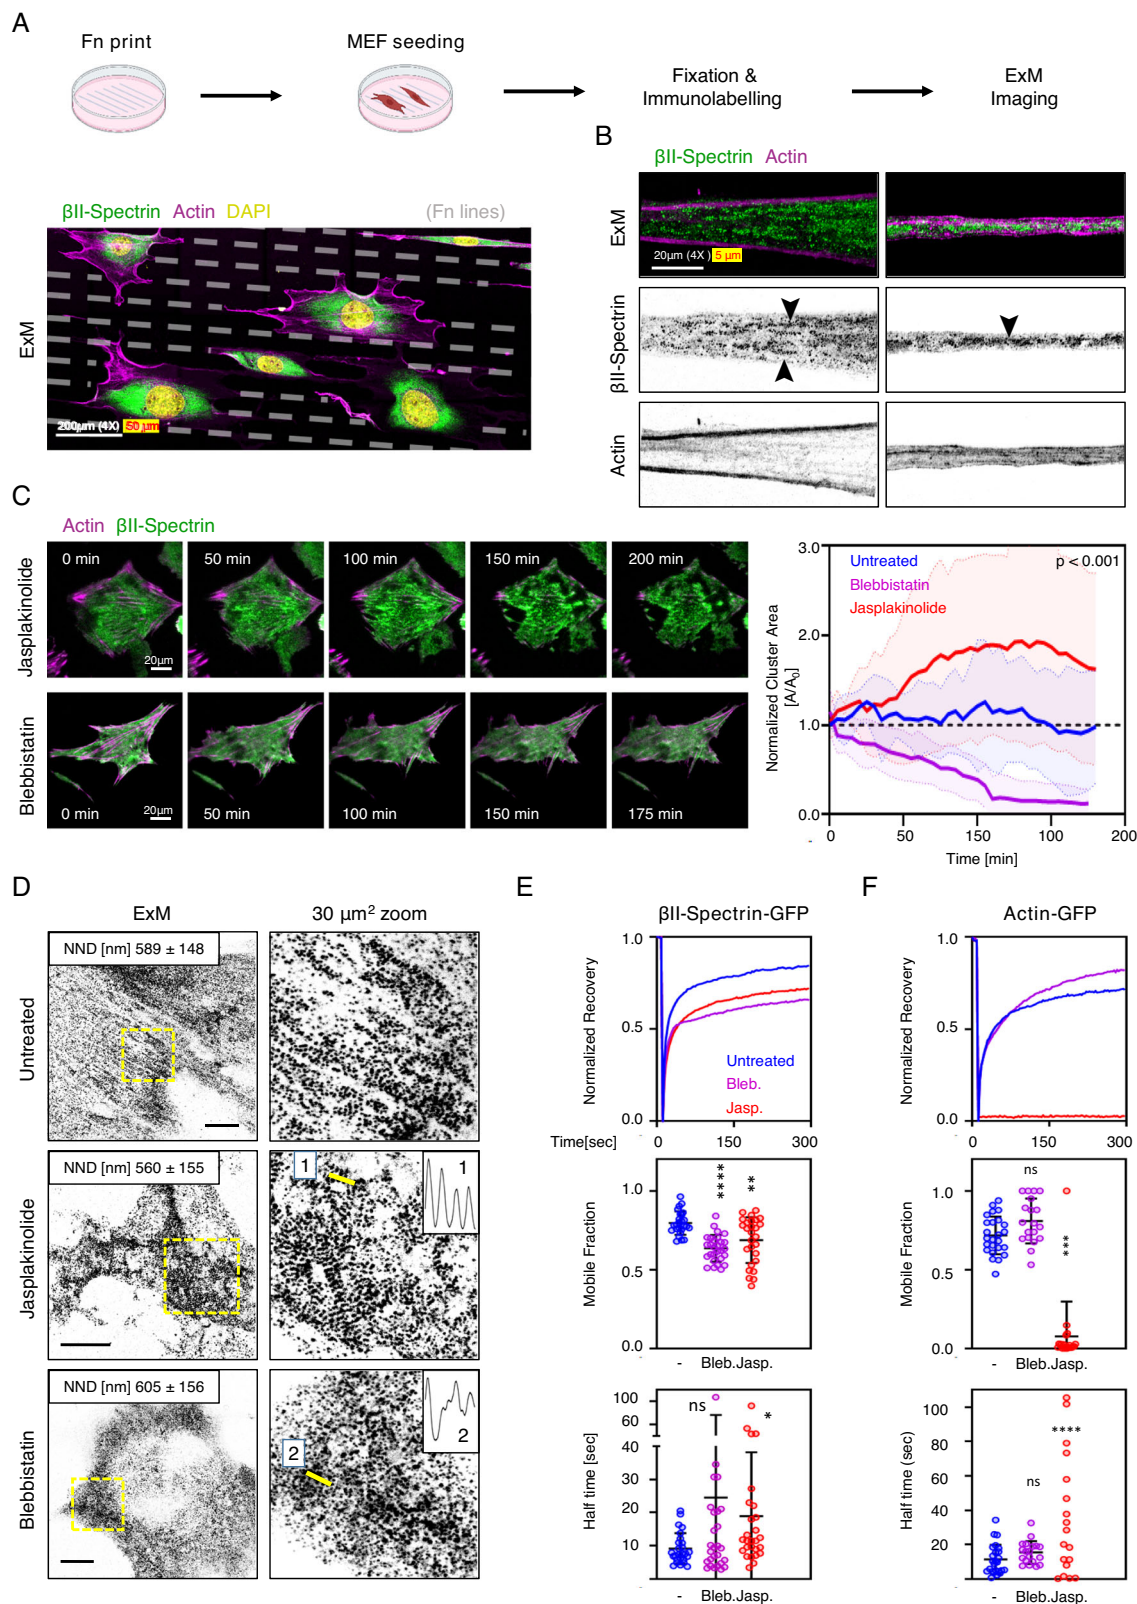 A
Fn print
MEF seeding
Fixation &
Immunolabelling
ExM
Imaging
βII-Spectrin Actin DAPI (Fn lines)
ExM
200µm (4X) 50 µm
B
βII-Spectrin Actin
ExM
20µm (4X) 5 µm
βII-Spectrin
Actin
C
Actin βII-Spectrin
Jasplakinolide
0 min
50 min
100 min
150 min
200 min
20µm
Blebbistatin
0 min
20µm
50 min
100 min
150 min
175 min
Normalized Cluster Area
[A/A0]
3.0
2.0
1.0
0.0
Untreated
Blebbistatin
Jasplakinolide
p < 0.001
0 50 150 100 200
Time [min]
D
ExM
30 µm² zoom
Untreated
NND [nm] 589 ± 148
Jasplakinolide
NND [nm] 560 ± 155
1
1
Blebbistatin
NND [nm] 605 ± 156
2
2
E
βII-Spectrin-GFP
Normalized Recovery
1.0
0.5
0.0
Untreated
Bleb.
Jasp.
Time[sec] 0 150 300
Mobile Fraction
1.0
0.5
0.0
****
**
- Bleb. Jasp.
Half time [sec]
100
60
40
30
20
10
ns
*
- Bleb. Jasp.
F
Actin-GFP
Normalized Recovery
1.0
0.5
0.0
0 150 300
Mobile Fraction
1.0
0.5
0.0
ns
***
- Bleb. Jasp.
Half time (sec)
100
80
60
40
20
ns
****
- Bleb. Jasp.